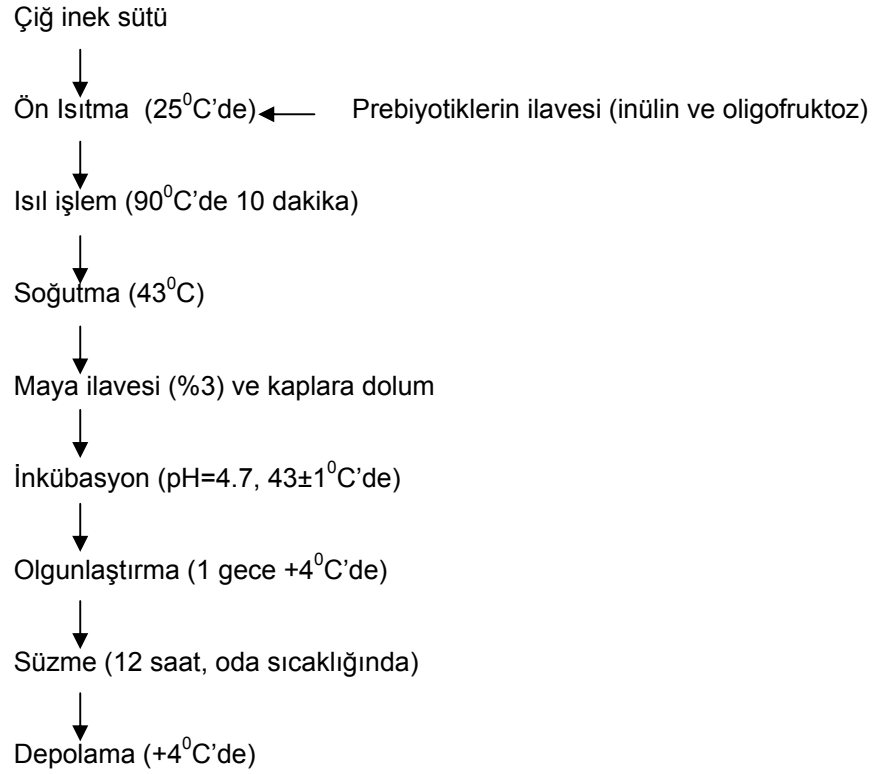 Çiğ inek sütü
Ön Isıtma (25⁰C’de) Prebiyotiklerin ilavesi (inülin ve oligofruktoz)
Isıl işlem (90⁰C’de 10 dakika)
Soğutma (43⁰C)
Maya ilavesi (%3) ve kaplara dolum
İnkübasyon (pH=4.7, 43±1⁰C’de)
Olgunlaştırma (1 gece +4⁰C’de)
Süzme (12 saat, oda sıcaklığında)
Depolama (+4⁰C’de)